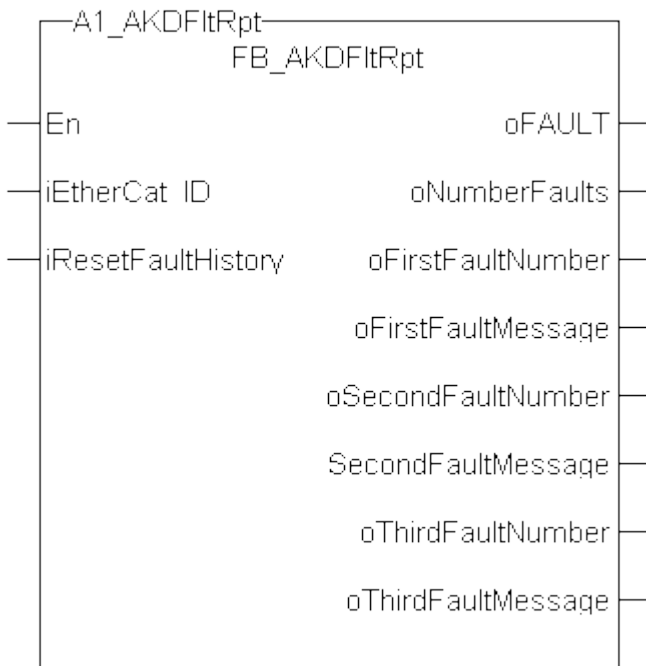 A1_AKDFltRpt
FB_AKDFltRpt
En oFAULT
iEtherCat_ID oNumberFaults
iResetFaultHistory oFirstFaultNumber
oFirstFaultMessage
oSecondFaultNumber
SecondFaultMessage
oThirdFaultNumber
oThirdFaultMessage